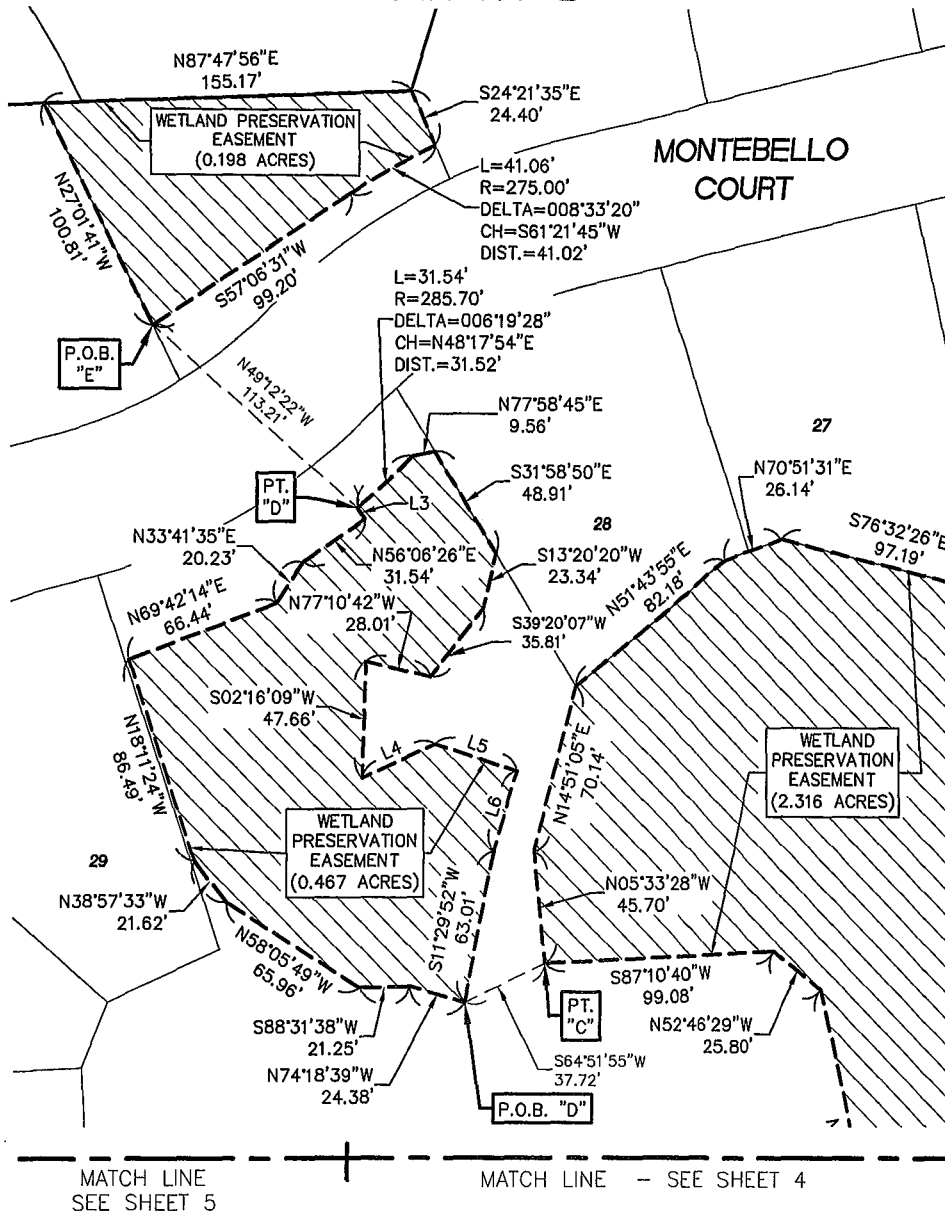 N87°47'56"E
155.17'
S24°21'35"E
24.40'
WETLAND PRESERVATION
EASEMENT
(0.198 ACRES)
MONTEBELLO
COURT
L=41.06'
R=275.00'
DELTA=008°33'20"
CH=S61°21'45"W
DIST.=41.02'
N27°01'41"W
100.81'
S57°06'31"W
99.20'
L=31.54'
R=285.70'
DELTA=006°19'28"
CH=N48°17'54"E
DIST.=31.52'
P.O.B.
"E"
N49°12'22"W
113.21'
N77°58'45"E
9.56'
27
N70°51'31"E
26.14'
PT.
"D"
L3
S31°58'50"E
48.91'
S76°32'26"E
97.19'
N33°41'35"E
20.23'
28
N56°06'26"E
31.54'
S13°20'20"W
23.34'
N51°43'55"E
82.18'
N69°42'14"E
66.44'
N77°10'42"W
28.01'
S39°20'07"W
35.81'
S02°16'09"W
47.66'
N18°11'24"W
86.49'
L4
L5
L6
N14°51'05"E
70.14'
WETLAND
PRESERVATION
EASEMENT
(2.316 ACRES)
WETLAND
PRESERVATION
EASEMENT
(0.467 ACRES)
29
N38°57'33"W
21.62'
S11°29'52"W
63.01'
N05°33'28"W
45.70'
N58°05'49"W
65.96'
S87°10'40"W
99.08'
PT.
"C"
N52°46'29"W
25.80'
S88°31'38"W
21.25'
S64°51'55"W
37.72'
N74°18'39"W
24.38'
P.O.B. "D"
MATCH LINE
SEE SHEET 5
MATCH LINE - SEE SHEET 4